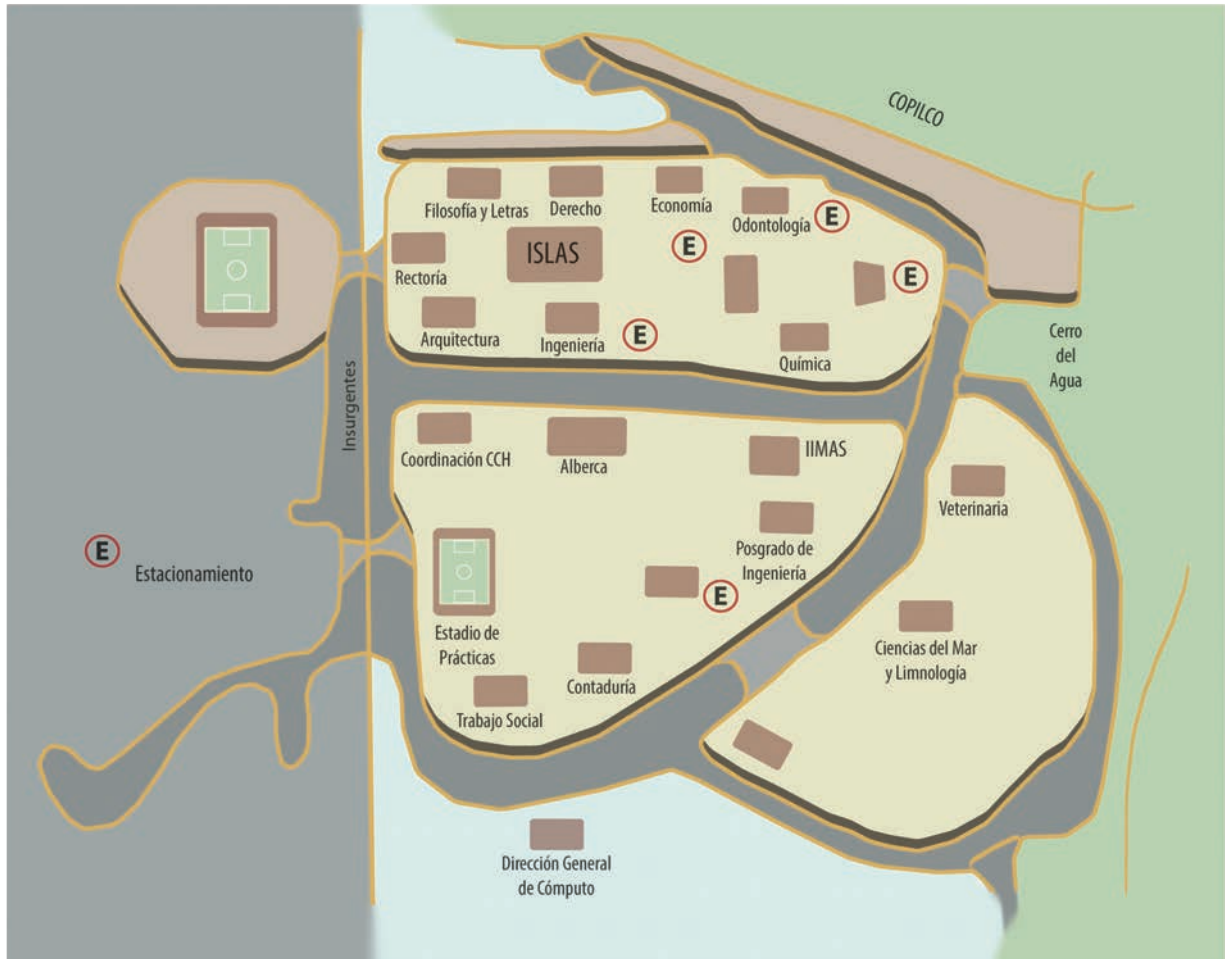 COPILCO
Filosofía y Letras
Derecho
Economía
Odontología
E
E
ISLAS
Rectoría
E
Arquitectura
Ingeniería
E
Química
Cerro
del
Agua
Insurgentes
Coordinación CCH
Alberca
IIMAS
Veterinaria
Posgrado de
Ingeniería
E
Estacionamiento
E
Estadio de
Prácticas
Contaduría
Ciencias del Mar
y Limnología
Trabajo Social
Dirección General
de Cómputo